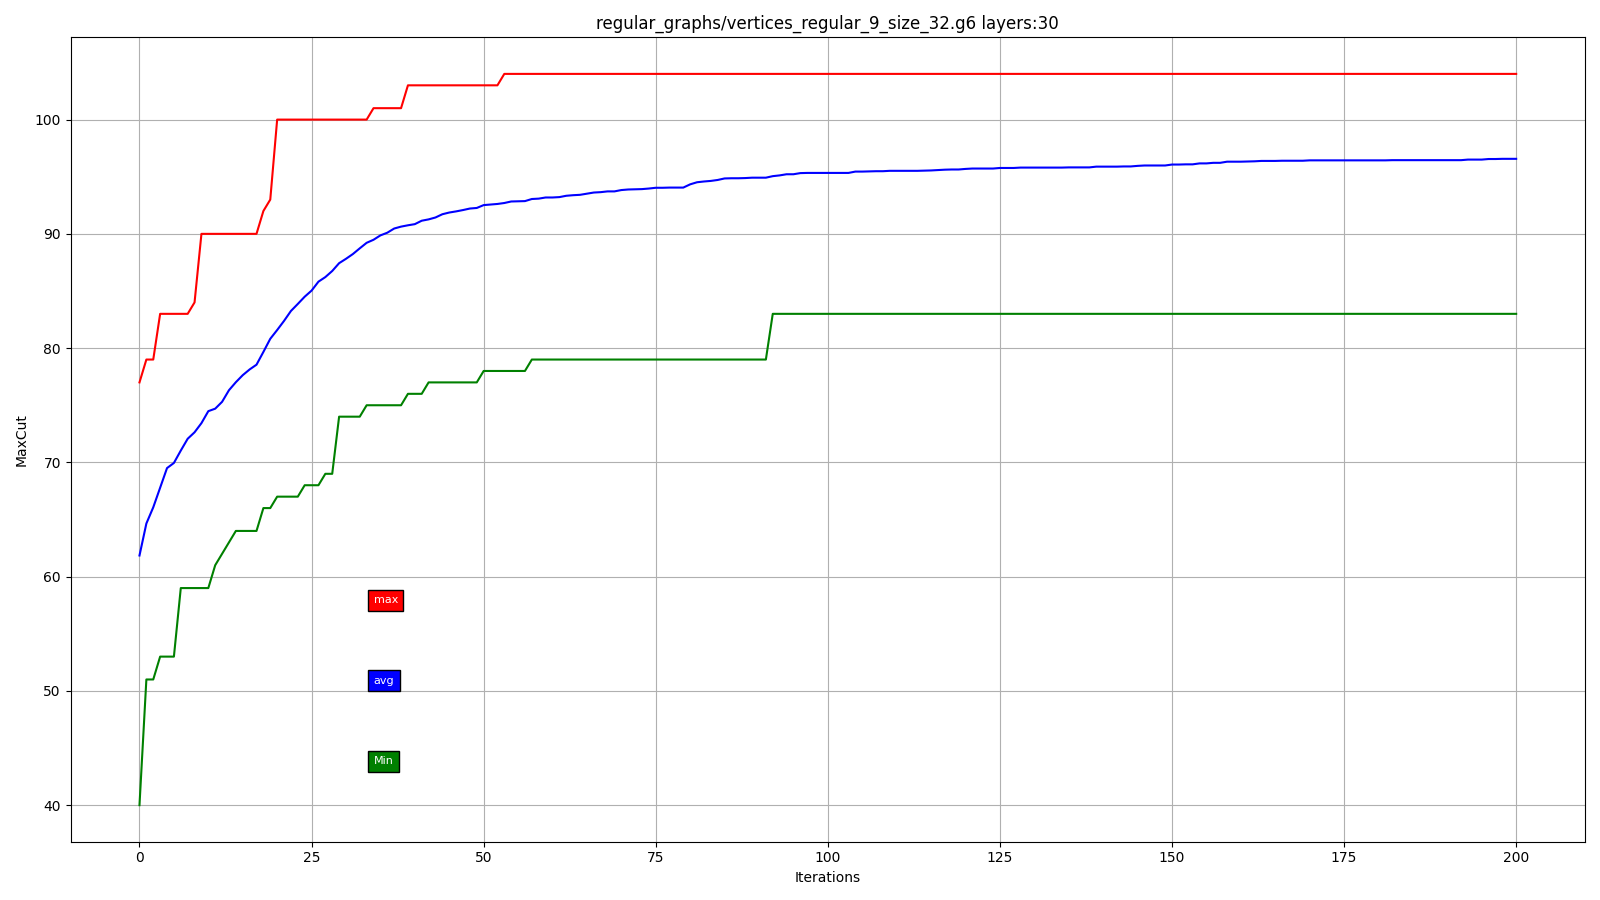 regular_graphs/vertices_regular_9_size_32.g6 layers:30
MaxCut
100
90
80
70
60
50
40
max
avg
Min
0 25 50 75 100 125 150 175 200
Iterations